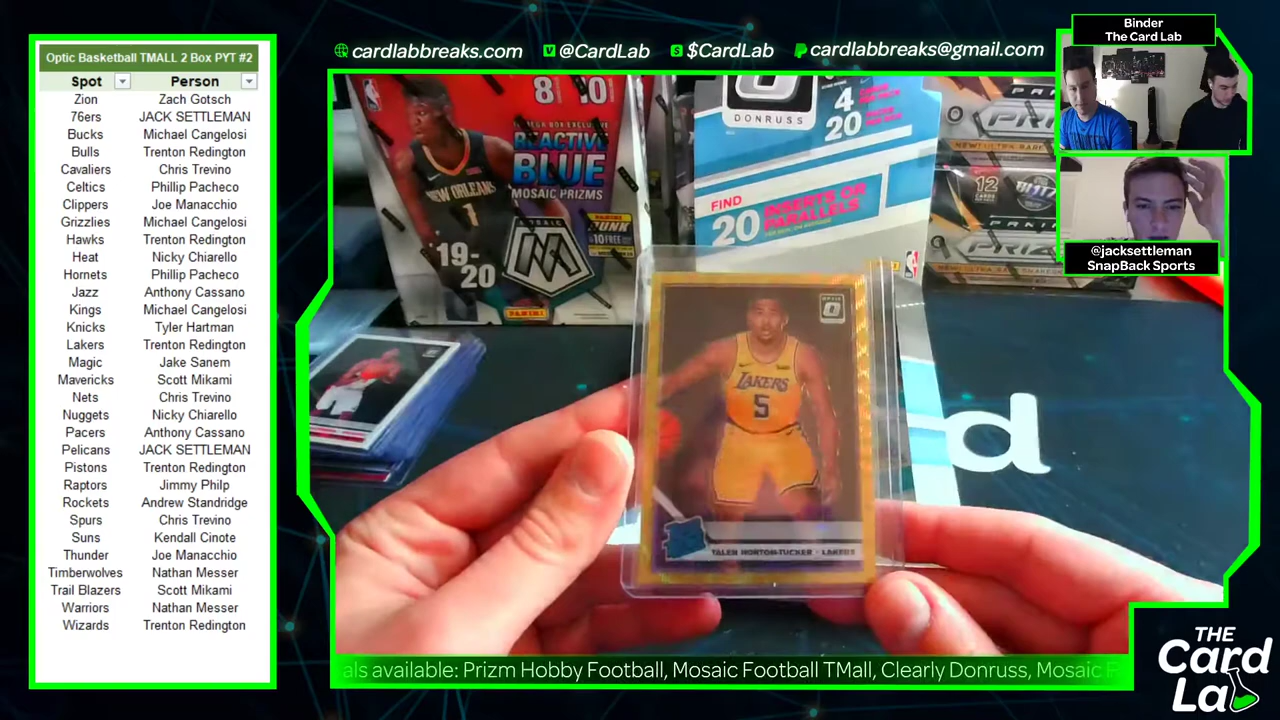 Optic Basketball TMALL 2 Box PYT #2
Spot Person
Zion Zach Gotsch
76ers JACK SETTLEMAN
Bucks Michael Cangelosi
Bulls Trenton Redington
Cavaliers Chris Trevino
Celtics Phillip Pacheco
Clippers Joe Manacchio
Grizzlies Michael Cangelosi
Hawks Trenton Redington
Heat Nicky Chiarello
Hornets Phillip Pacheco
Jazz Anthony Cassano
Kings Michael Cangelosi
Knicks Tyler Hartman
Lakers Trenton Redington
Magic Jake Sanem
Mavericks Scott Mikami
Nets Chris Trevino
Nuggets Nicky Chiarello
Pacers Anthony Cassano
Pelicans JACK SETTLEMAN
Pistons Trenton Redington
Raptors Jimmy Philp
Rockets Andrew Standridge
Spurs Chris Trevino
Suns Kendall Cinote
Thunder Joe Manacchio
Timberwolves Nathan Messer
Trail Blazers Scott Mikami
Warriors Nathan Messer
Wizards Trenton Redington
cardlabbreaks.com @CardLab $CardLab cardlabbreaks@gmail.com
Binder
The Card Lab
@jacksettleman
SnapBack Sports
8 10
REACTIVE
BLUE
MOSAIC PRIZMS
NEW ORLEANS
1
19-
20
MOSAIC
M
PANINI
DONRUSS
4
20
FIND
20 INSERTS OR
PARALLELS
PRIZM
12
OPTIC
LAKERS
5
TALEN HORTON-TUCKER - LAKERS
d
als available: Prizm Hobby Football, Mosaic Football TMall, Clearly Donruss, Mosaic F
THE
Card
La